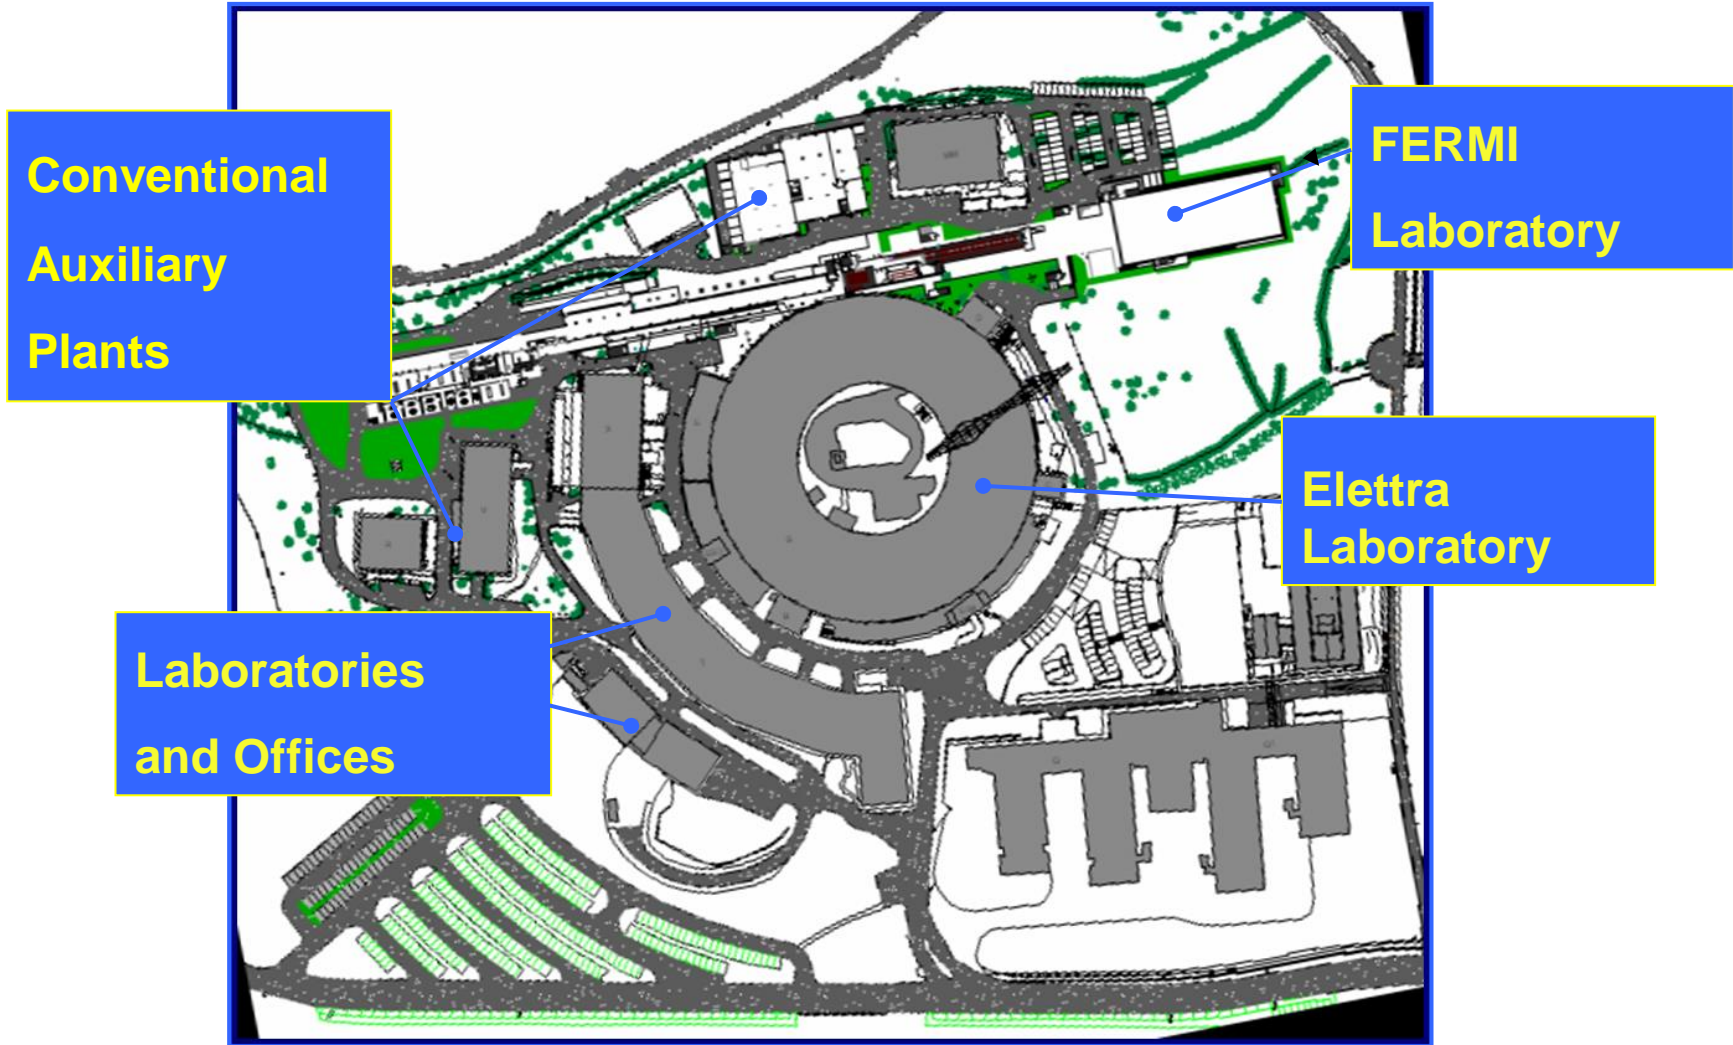 Conventional
Auxiliary
Plants
FERMI
Laboratory
Elettra
Laboratory
Laboratories
and Offices